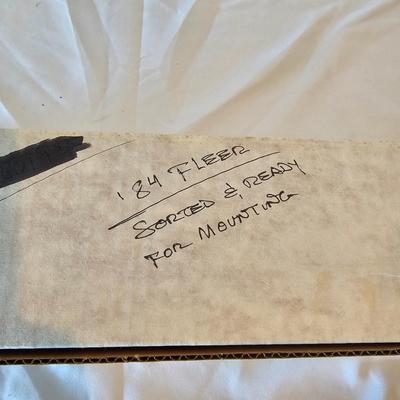 '84 FLEER
SORTED & READY
FOR MOUNTING